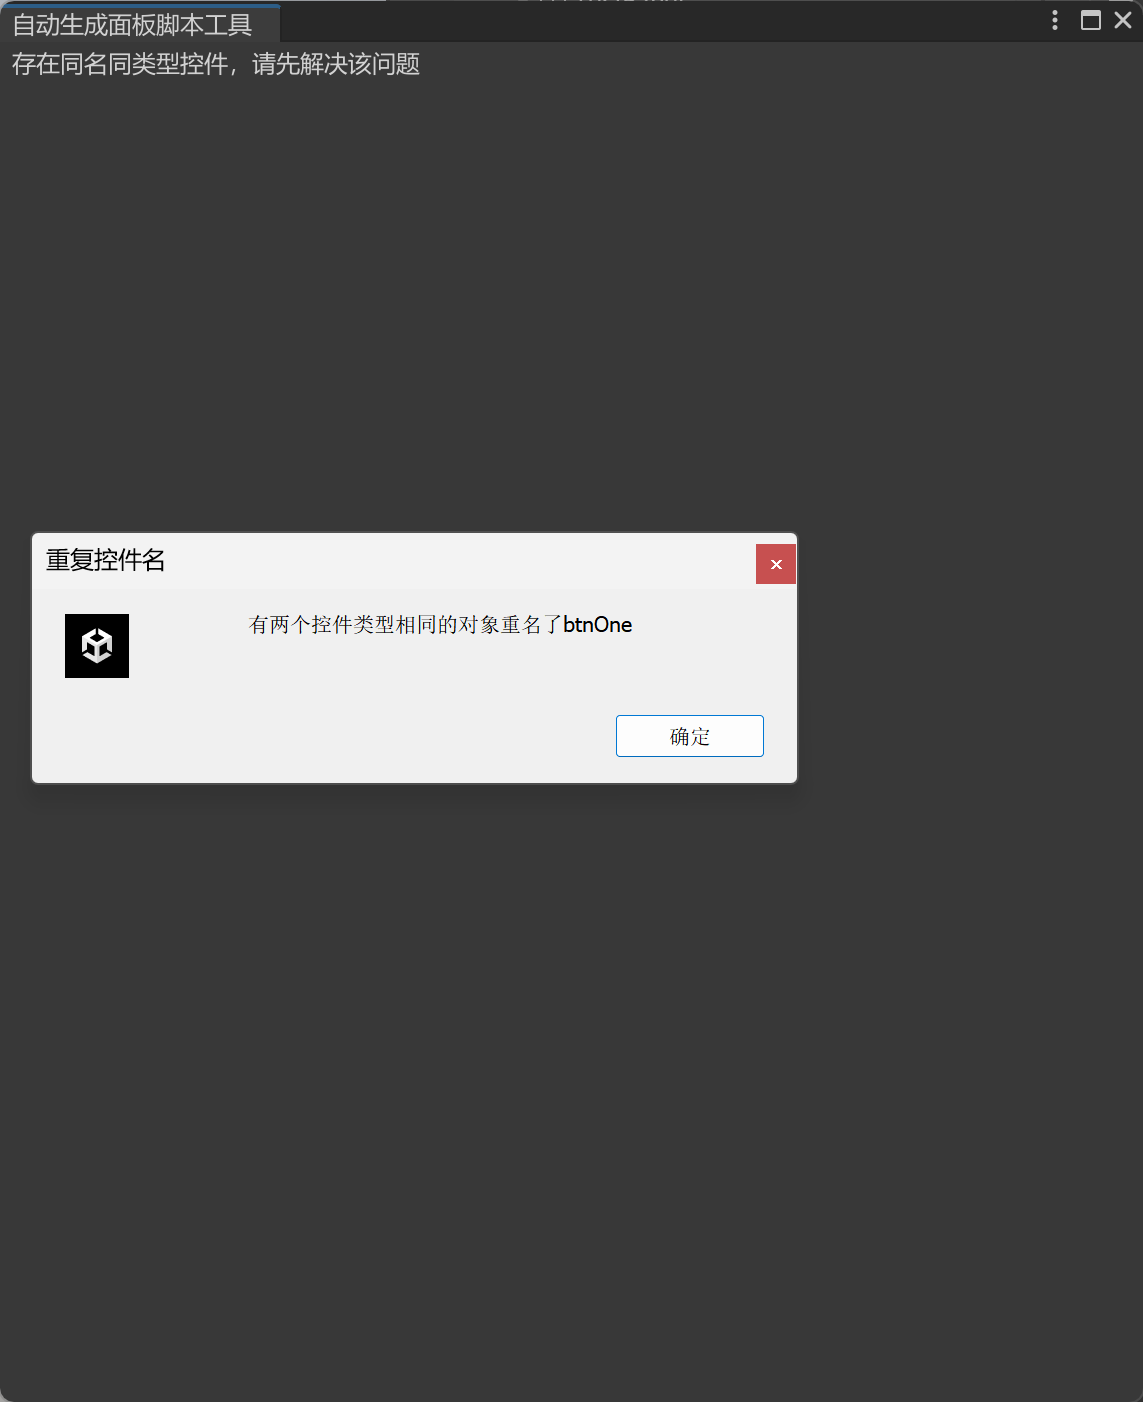 自动生成面板脚本工具
存在同名同类型控件，请先解决该问题
重复控件名
有两个控件类型相同的对象重名了btnOne
确定